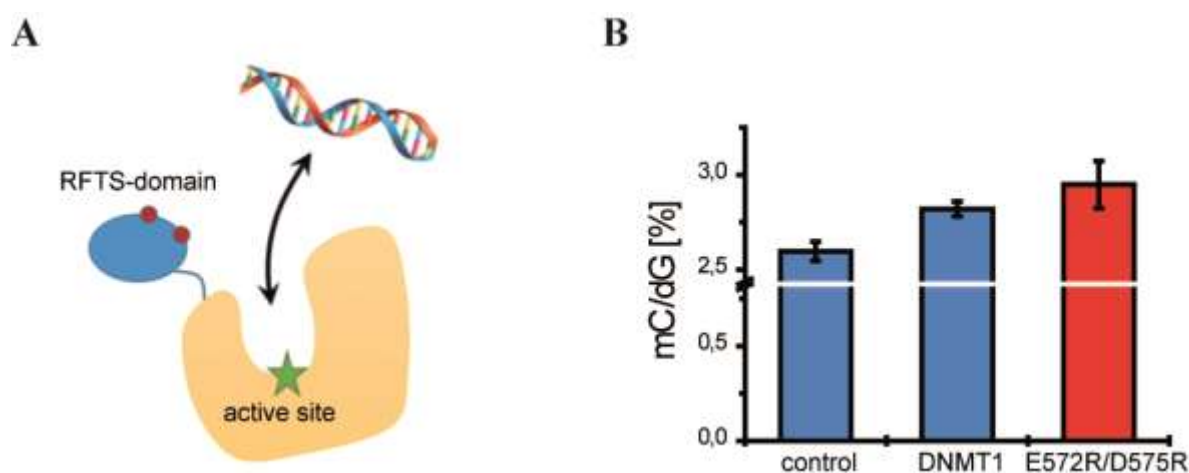 A
RFTS-domain
active site
B
mC/dG [%]
3,0
2,5
0,5
0,0
control
DNMT1
E572R/D575R